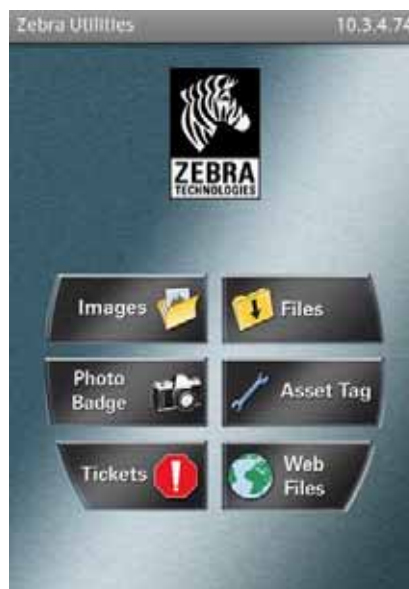 Zebra Utilities 10.3.4.74
ZEBRA
TECHNOLOGIES
Images Files
Photo
Badge
Asset Tag
Tickets
Web
Files